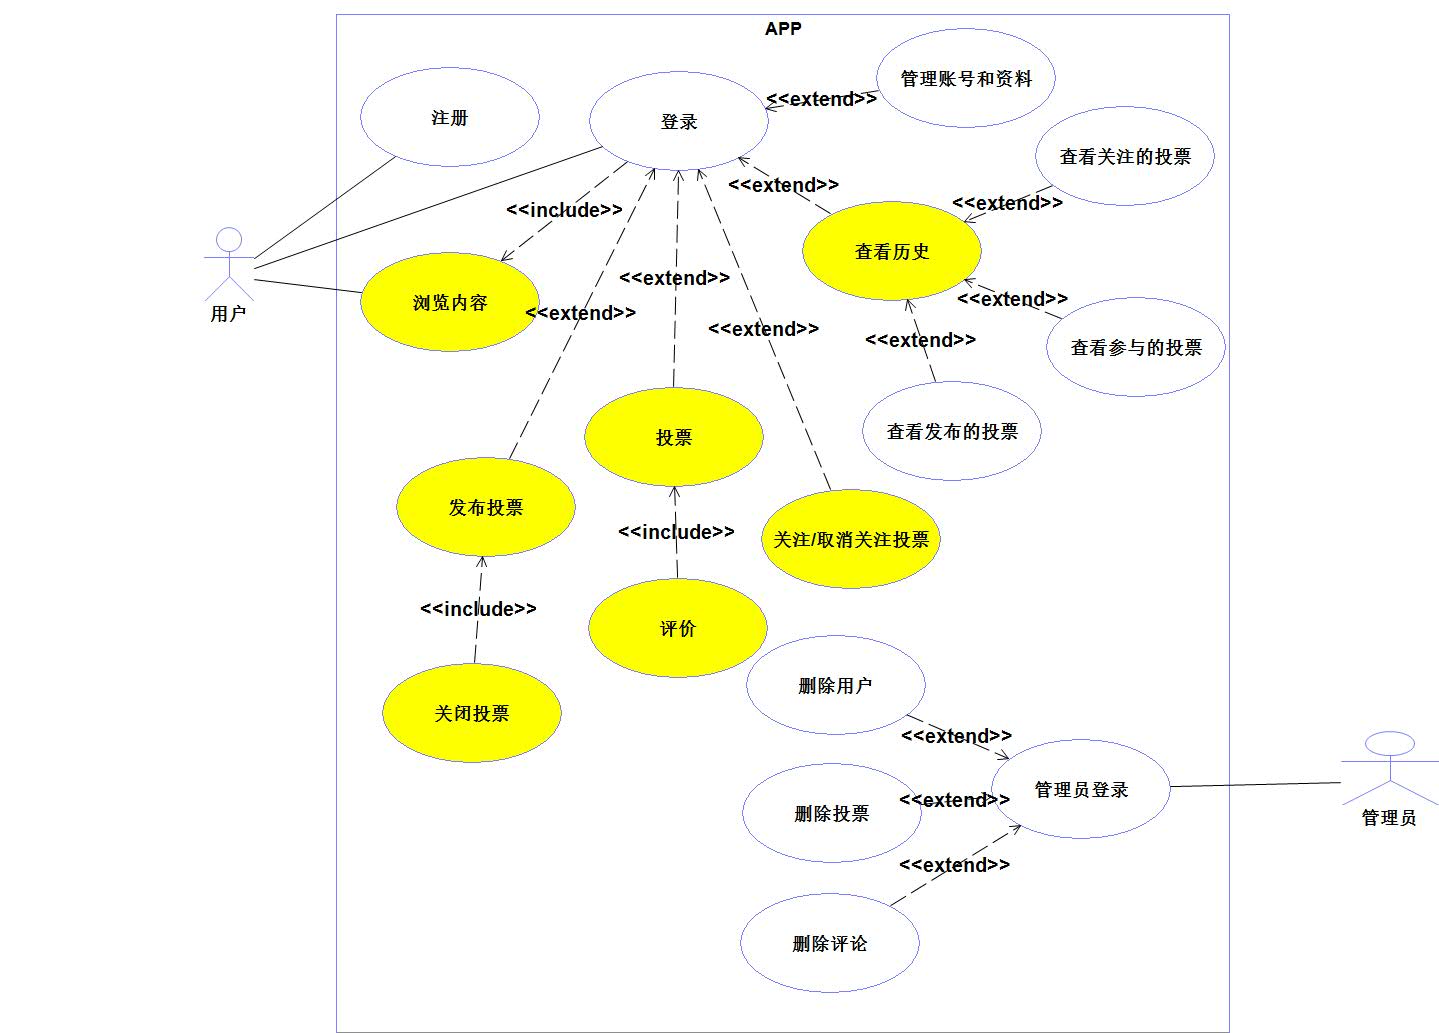 APP
管理账号和资料
注册
登录
<<extend>>
查看关注的投票
<<extend>>
<<extend>>
<<include>>
查看历史
<<extend>>
浏览内容
<<extend>>
<<extend>>
用户
<<extend>>
<<extend>>
查看参与的投票
<<extend>>
查看发布的投票
投票
发布投票
<<include>>
关注/取消关注投票
<<include>>
评价
删除用户
关闭投票
<<extend>>
管理员登录
<<extend>>
删除投票
管理员
<<extend>>
删除评论